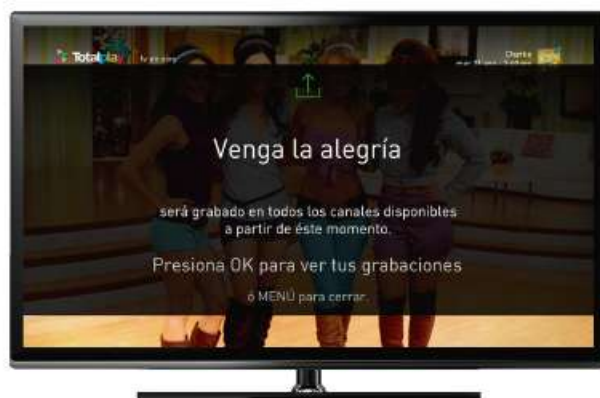 Totalplay
Venga la alegría
será grabado en todos los canales disponibles
a partir de éste momento.
Presiona OK para ver tus grabaciones
ó MENÚ para cerrar.